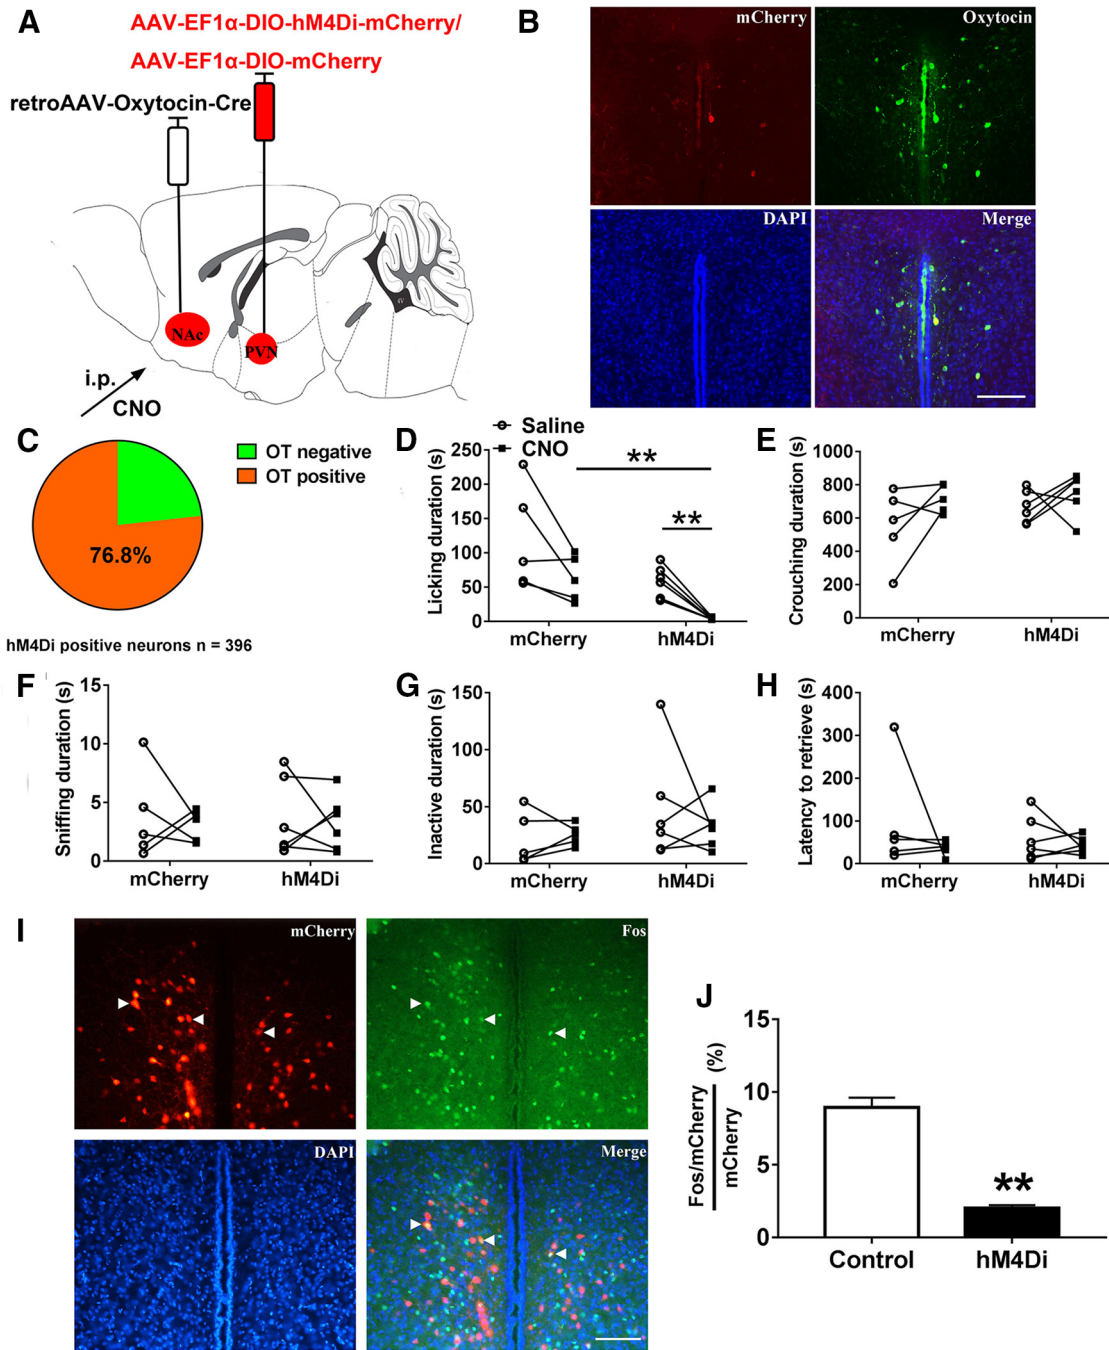 A
AAV-EF1α-DIO-hM4Di-mCherry/
AAV-EF1α-DIO-mCherry
retroAAV-Oxytocin-Cre
NAc
PVN
i.p.
CNO
B
mCherry
Oxytocin
DAPI
Merge
C
OT negative
OT positive
76.8%
hM4Di positive neurons n = 396
D
Saline
CNO
Licking duration (s)
250
200
150
100
50
0
**
**
mCherry
hM4Di
E
Crouching duration (s)
1000
800
600
400
200
0
mCherry
hM4Di
F
Sniffing duration (s)
15
10
5
0
mCherry
hM4Di
G
Inactive duration (s)
150
100
50
0
mCherry
hM4Di
H
Latency to retrieve (s)
400
300
200
100
0
mCherry
hM4Di
I
mCherry
Fos
DAPI
Merge
J
Fos/mCherry
mCherry
(%)
15
10
5
0
**
Control
hM4Di